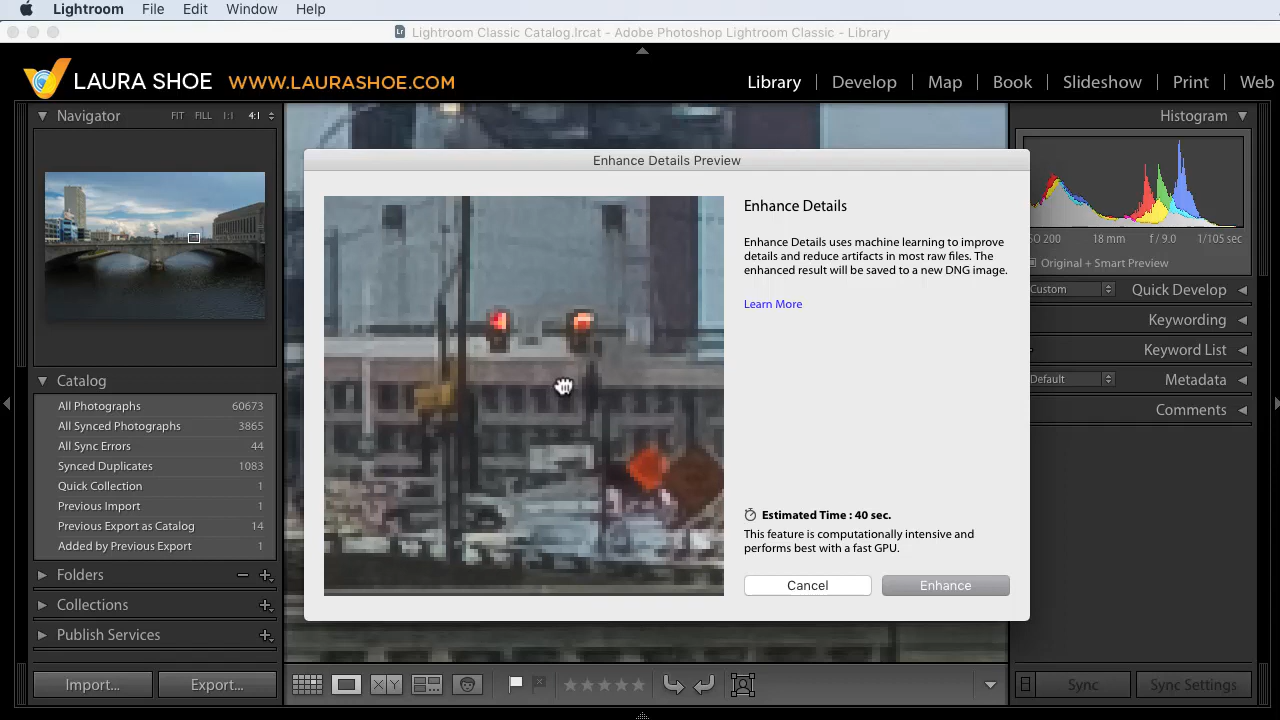 Lightroom File Edit Window Help
Lightroom Classic Catalog.lrcat - Adobe Photoshop Lightroom Classic - Library
LAURA SHOE WWW.LAURASHOE.COM
Library | Develop | Map | Book | Slideshow | Print | Web
Navigator FIT FILL 1:1 4:1
Histogram
Enhance Details Preview
Enhance Details
Enhance Details uses machine learning to improve
details and reduce artifacts in most raw files. The
enhanced result will be saved to a new DNG image.
Learn More
Estimated Time : 40 sec.
This feature is computationally intensive and
performs best with a fast GPU.
Cancel Enhance
ISO 200 18 mm f / 9.0 1/105 sec
Original + Smart Preview
Custom Quick Develop
Keywording
Keyword List
Default Metadata
Comments
Catalog
All Photographs 60673
All Synced Photographs 3865
All Sync Errors 44
Synced Duplicates 1083
Quick Collection 1
Previous Import 1
Previous Export as Catalog 14
Added by Previous Export 1
Folders
Collections
Publish Services
Import... Export...
XY
Sync Sync Settings